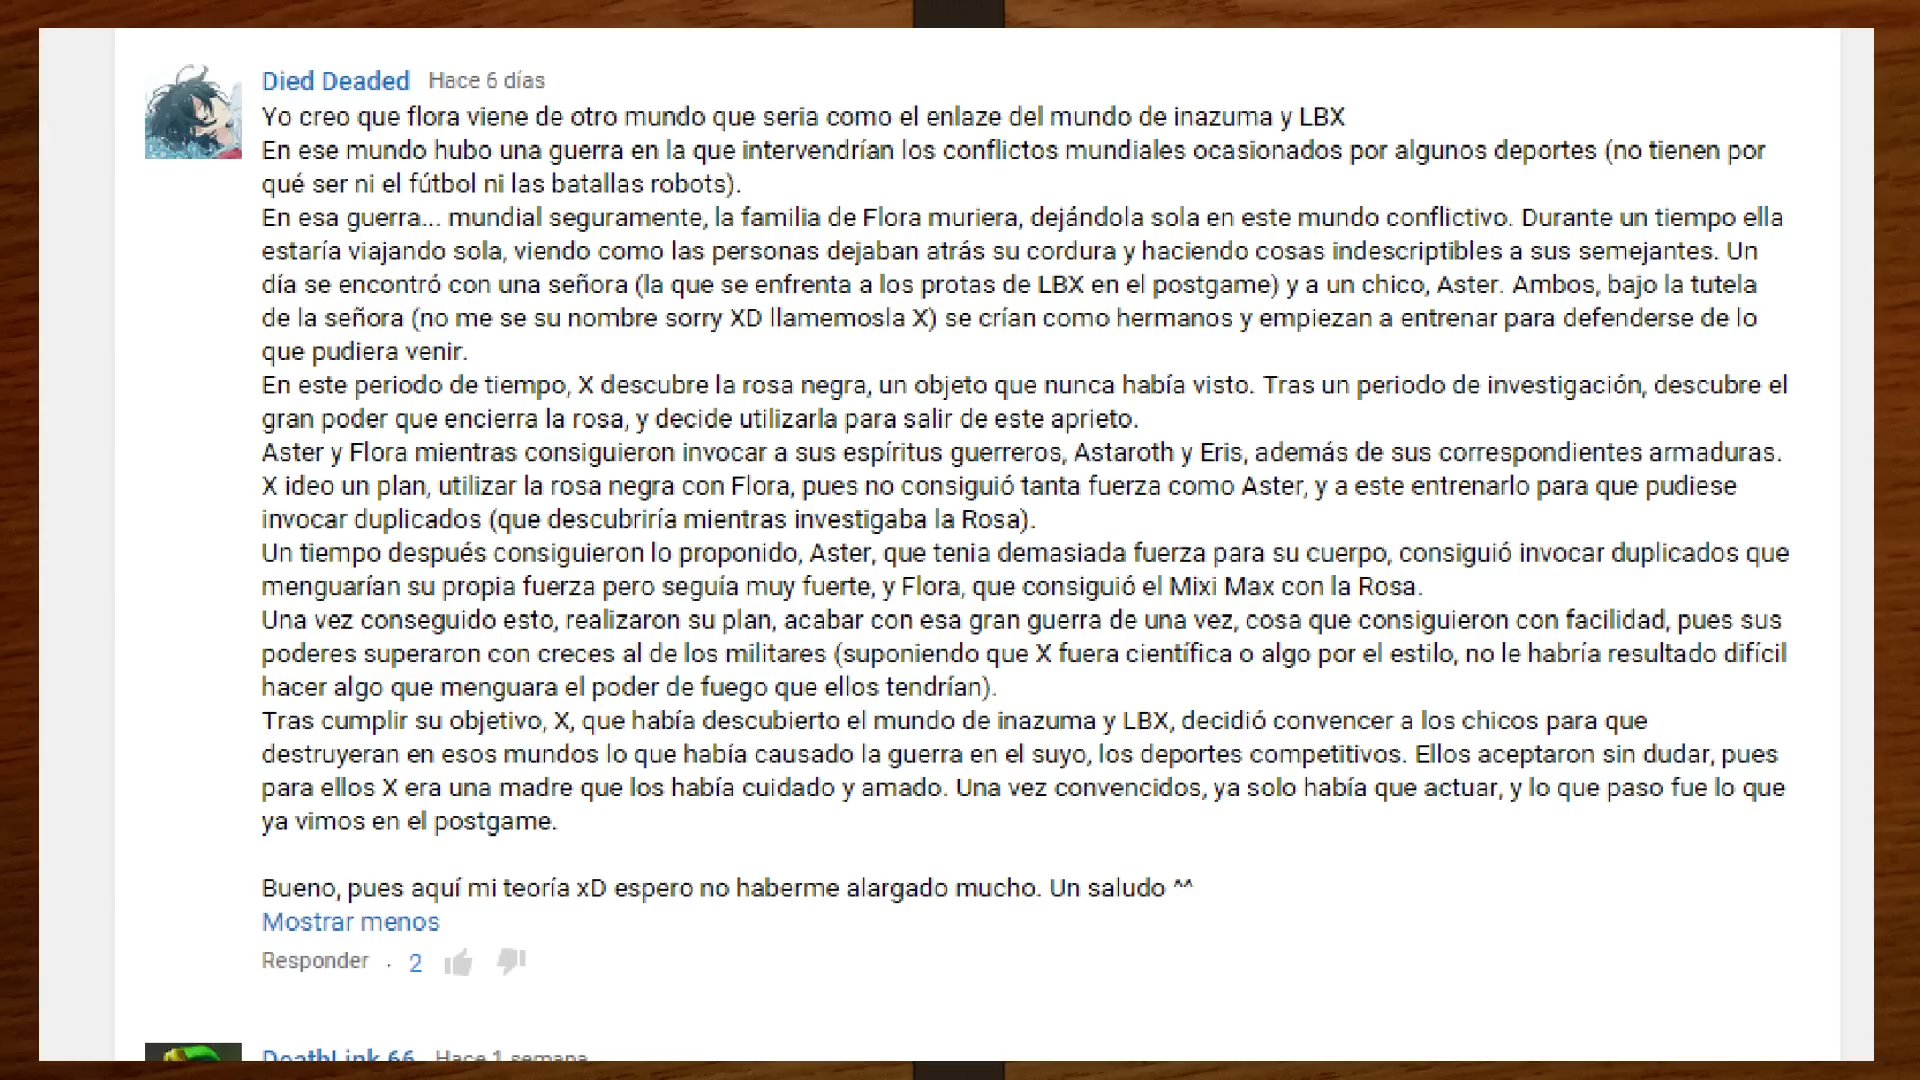 Died Deaded Hace 6 días
Yo creo que flora viene de otro mundo que seria como el enlaze del mundo de inazuma y LBX
En ese mundo hubo una guerra en la que intervendrían los conflictos mundiales ocasionados por algunos deportes (no tienen por
qué ser ni el fútbol ni las batallas robots).
En esa guerra... mundial seguramente, la familia de Flora muriera, dejándola sola en este mundo conflictivo. Durante un tiempo ella
estaría viajando sola, viendo como las personas dejaban atrás su cordura y haciendo cosas indescriptibles a sus semejantes. Un
día se encontró con una señora (la que se enfrenta a los protas de LBX en el postgame) y a un chico, Aster. Ambos, bajo la tutela
de la señora (no me se su nombre sorry XD llamemosla X) se crían como hermanos y empiezan a entrenar para defenderse de lo
que pudiera venir.
En este periodo de tiempo, X descubre la rosa negra, un objeto que nunca había visto. Tras un periodo de investigación, descubre el
gran poder que encierra la rosa, y decide utilizarla para salir de este aprieto.
Aster y Flora mientras consiguieron invocar a sus espíritus guerreros, Astaroth y Eris, además de sus correspondientes armaduras.
X ideo un plan, utilizar la rosa negra con Flora, pues no consiguió tanta fuerza como Aster, y a este entrenarlo para que pudiese
invocar duplicados (que descubriría mientras investigaba la Rosa).
Un tiempo después consiguieron lo proponido, Aster, que tenia demasiada fuerza para su cuerpo, consiguió invocar duplicados que
menguarían su propia fuerza pero seguía muy fuerte, y Flora, que consiguió el Mixi Max con la Rosa.
Una vez conseguido esto, realizaron su plan, acabar con esa gran guerra de una vez, cosa que consiguieron con facilidad, pues sus
poderes superaron con creces al de los militares (suponiendo que X fuera científica o algo por el estilo, no le habría resultado difícil
hacer algo que menguara el poder de fuego que ellos tendrían).
Tras cumplir su objetivo, X, que había descubierto el mundo de inazuma y LBX, decidió convencer a los chicos para que
destruyeran en esos mundos lo que había causado la guerra en el suyo, los deportes competitivos. Ellos aceptaron sin dudar, pues
para ellos X era una madre que los había cuidado y amado. Una vez convencidos, ya solo había que actuar, y lo que paso fue lo que
ya vimos en el postgame.
Bueno, pues aquí mi teoría xD espero no haberme alargado mucho. Un saludo ^^
Mostrar menos
Responder · 2
DeathLink 66 Hace 1 semana